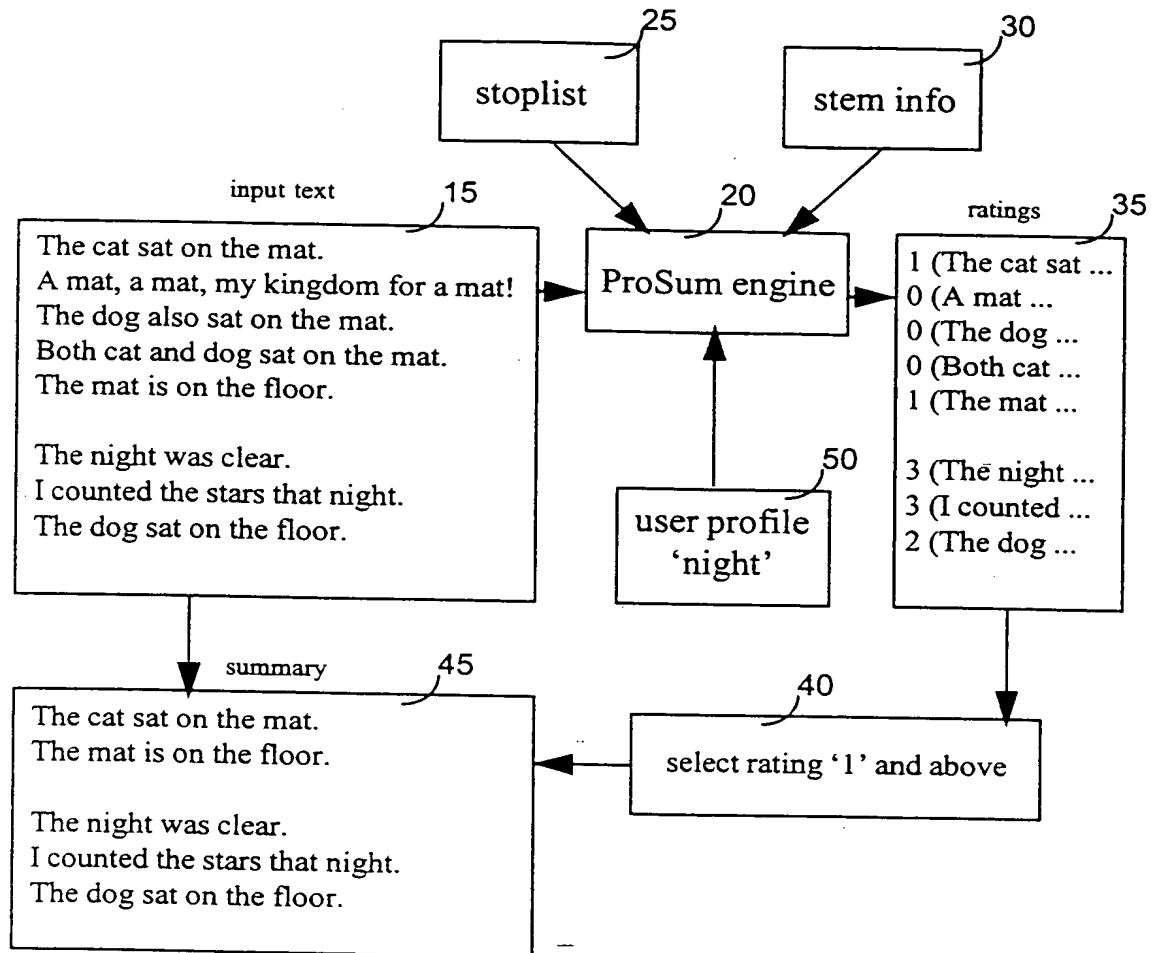 25
stoplist
30
stem info
input text
15
The cat sat on the mat.
A mat, a mat, my kingdom for a mat!
The dog also sat on the mat.
Both cat and dog sat on the mat.
The mat is on the floor.
The night was clear.
I counted the stars that night.
The dog sat on the floor.
20
ProSum engine
ratings
35
1 (The cat sat ...
0 (A mat ...
0 (The dog ...
0 (Both cat ...
1 (The mat ...
3 (The night ...
3 (I counted ...
2 (The dog ...
50
user profile
‘night’
summary
45
The cat sat on the mat.
The mat is on the floor.
The night was clear.
I counted the stars that night.
The dog sat on the floor.
40
select rating ‘1’ and above